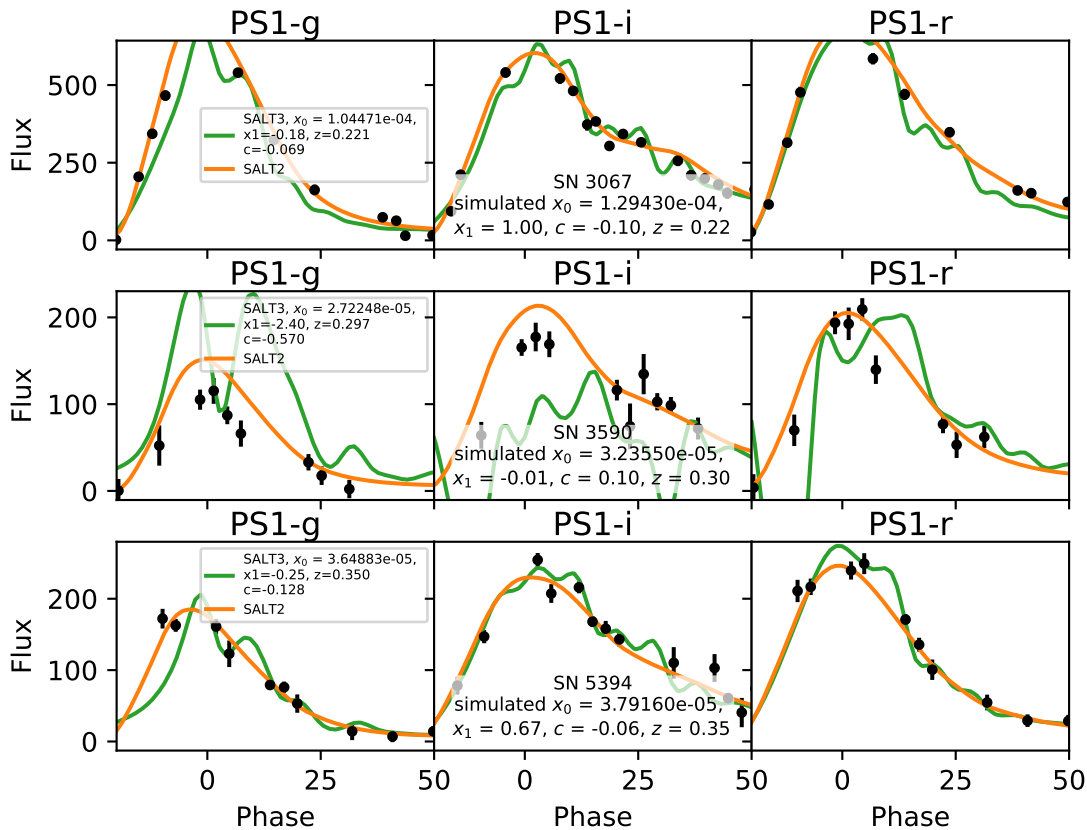 PS1-g PS1-i PS1-r
Flux
500
250
0
SALT3, x₀ = 1.04471e-04,
x1=-0.18, z=0.221
c=-0.069
SALT2
SN 3067
simulated x₀ = 1.29430e-04,
x₁ = 1.00, c = -0.10, z = 0.22
PS1-g PS1-i PS1-r
Flux
200
100
0
SALT3, x₀ = 2.72248e-05,
x1=-2.40, z=0.297
c=-0.570
SALT2
SN 3590
simulated x₀ = 3.23550e-05,
x₁ = -0.01, c = 0.10, z = 0.30
PS1-g PS1-i PS1-r
Flux
200
100
0
SALT3, x₀ = 3.64883e-05,
x1=-0.25, z=0.350
c=-0.128
SALT2
SN 5394
simulated x₀ = 3.79160e-05,
x₁ = 0.67, c = -0.06, z = 0.35
0 25 50 0 25 50 0 25 50
Phase Phase Phase